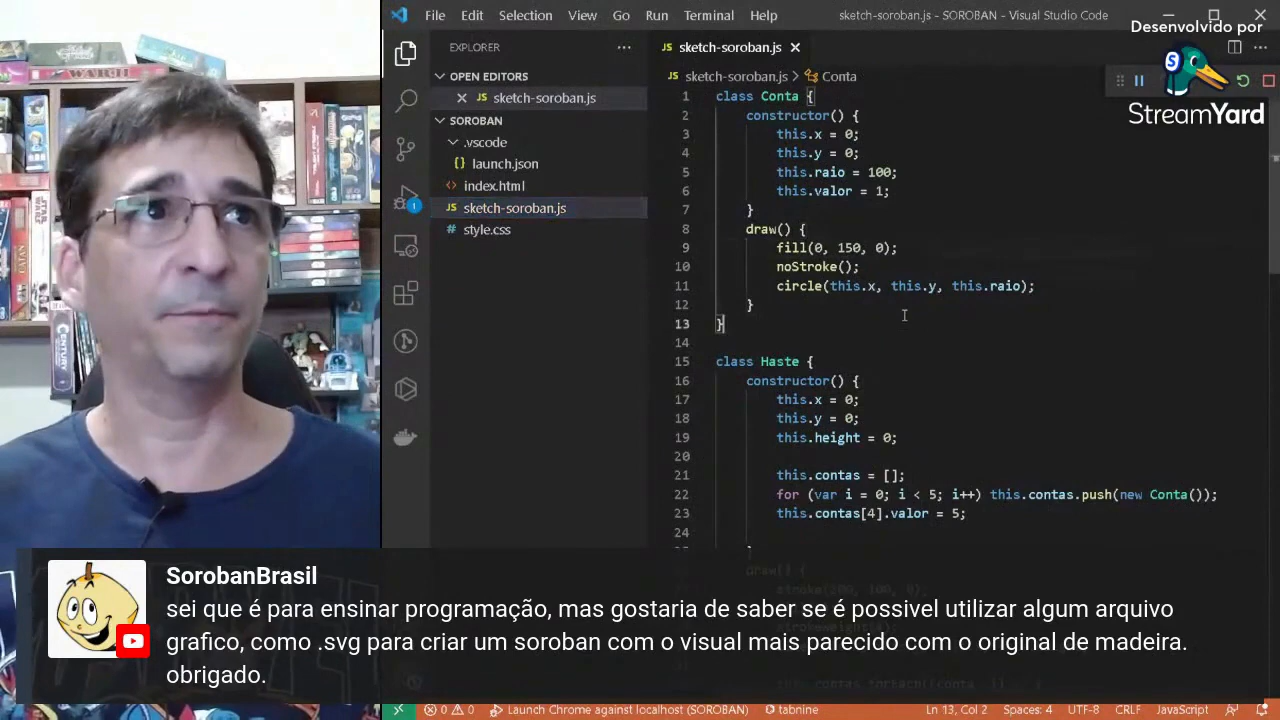 File Edit Selection View Go Run Terminal Help
sketch-soroban.js - SOROBAN - Visual Studio Code
Desenvolvido por
StreamYard
EXPLORER
OPEN EDITORS
sketch-soroban.js
SOROBAN
.vscode
launch.json
index.html
sketch-soroban.js
style.css
sketch-soroban.js
sketch-soroban.js > Conta
1 class Conta {
2 constructor() {
3 this.x = 0;
4 this.y = 0;
5 this.raio = 100;
6 this.valor = 1;
7 }
8 draw() {
9 fill(0, 150, 0);
10 noStroke();
11 circle(this.x, this.y, this.raio);
12 }
13 }
14
15 class Haste {
16 constructor() {
17 this.x = 0;
18 this.y = 0;
19 this.height = 0;
20
21 this.contas = [];
22 for (var i = 0; i < 5; i++) this.contas.push(new Conta());
23 this.contas[4].valor = 5;
24
draw() {
SorobanBrasil
sei que é para ensinar programação, mas gostaria de saber se é possivel utilizar algum arquivo
grafico, como .svg para criar um soroban com o visual mais parecido com o original de madeira.
obrigado.
0 0 Launch Chrome against localhost (SOROBAN) tabnine
Ln 13, Col 2 Spaces: 4 UTF-8 CRLF JavaScript
CATAN
STAR WARS
CENTURY